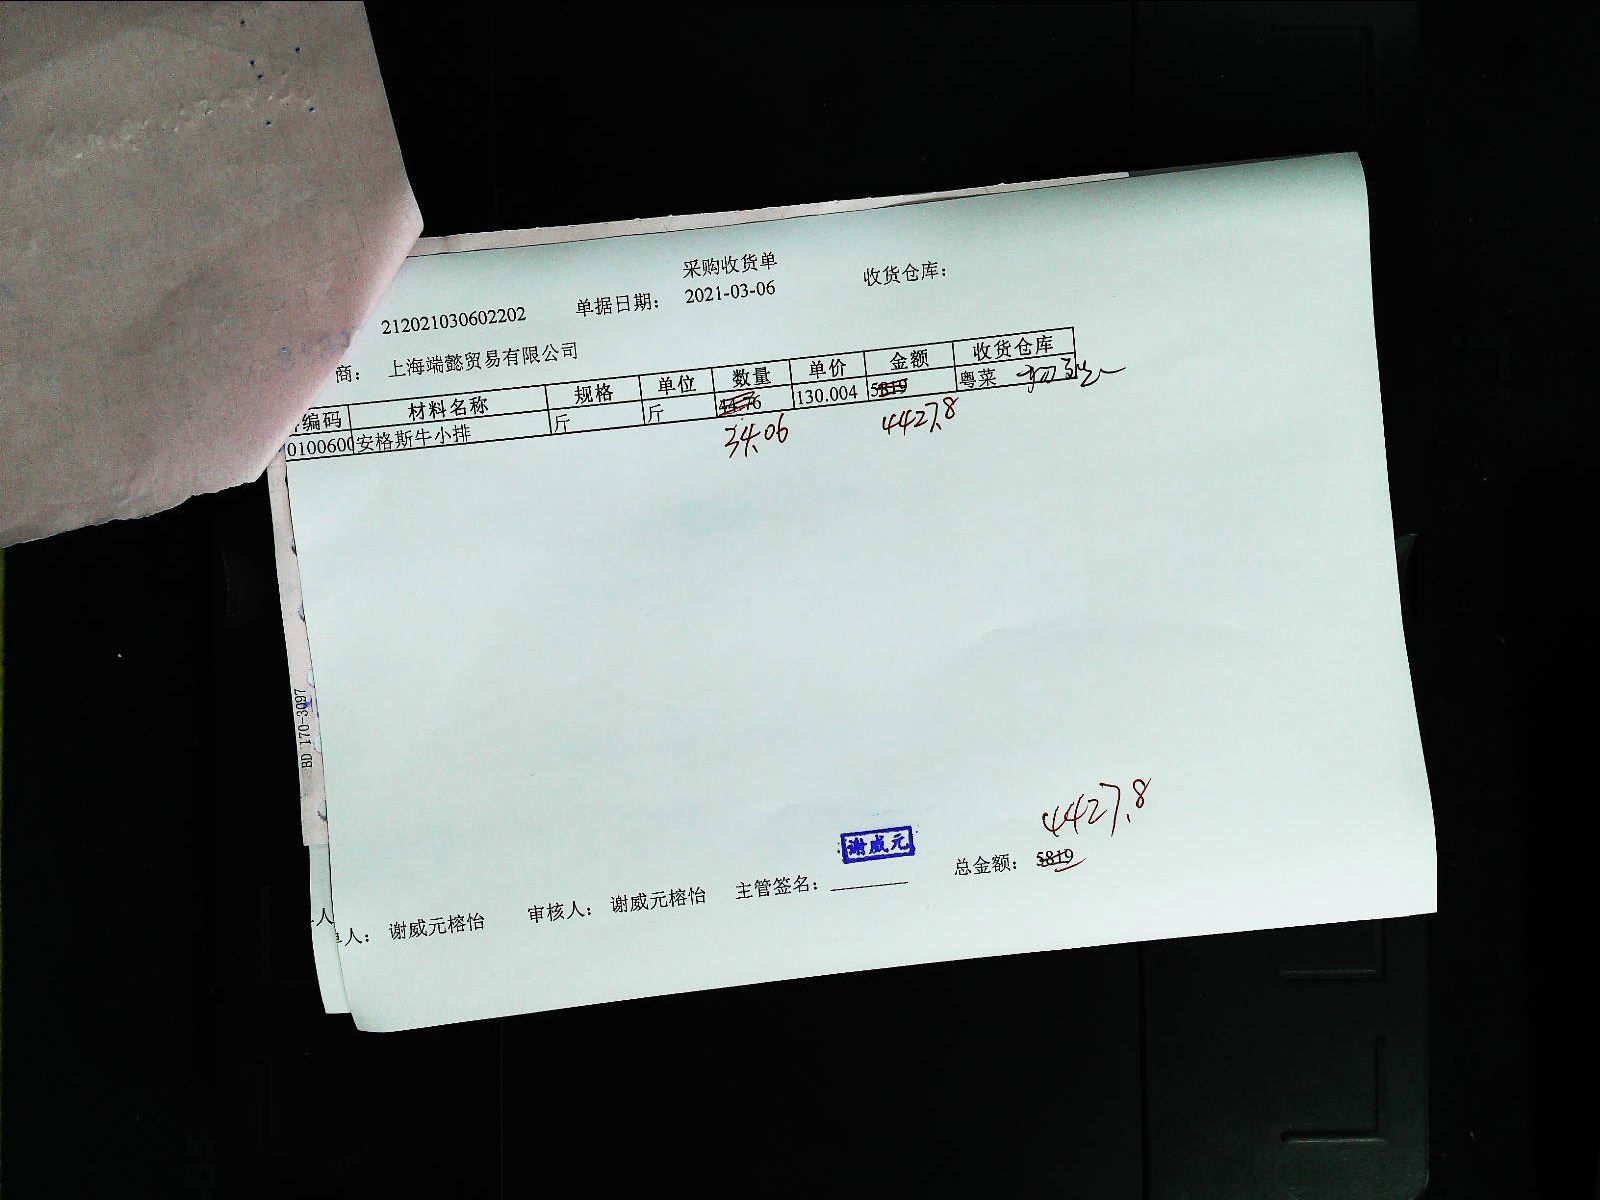 采购收货单
212021030602202 单据日期: 2021-03-06 收货仓库:
商: 上海端懿贸易有限公司
编码 材料名称 规格 单位 数量 单价 金额 收货仓库
0100600 安格斯牛小排 斤 斤 44.76 130.004 5819 粤菜
34.06 4427.8
BD 170-3097
4427.8
谢威元
人
单人: 谢威元榕怡 审核人: 谢威元榕怡 主管签名: 总金额: 5819